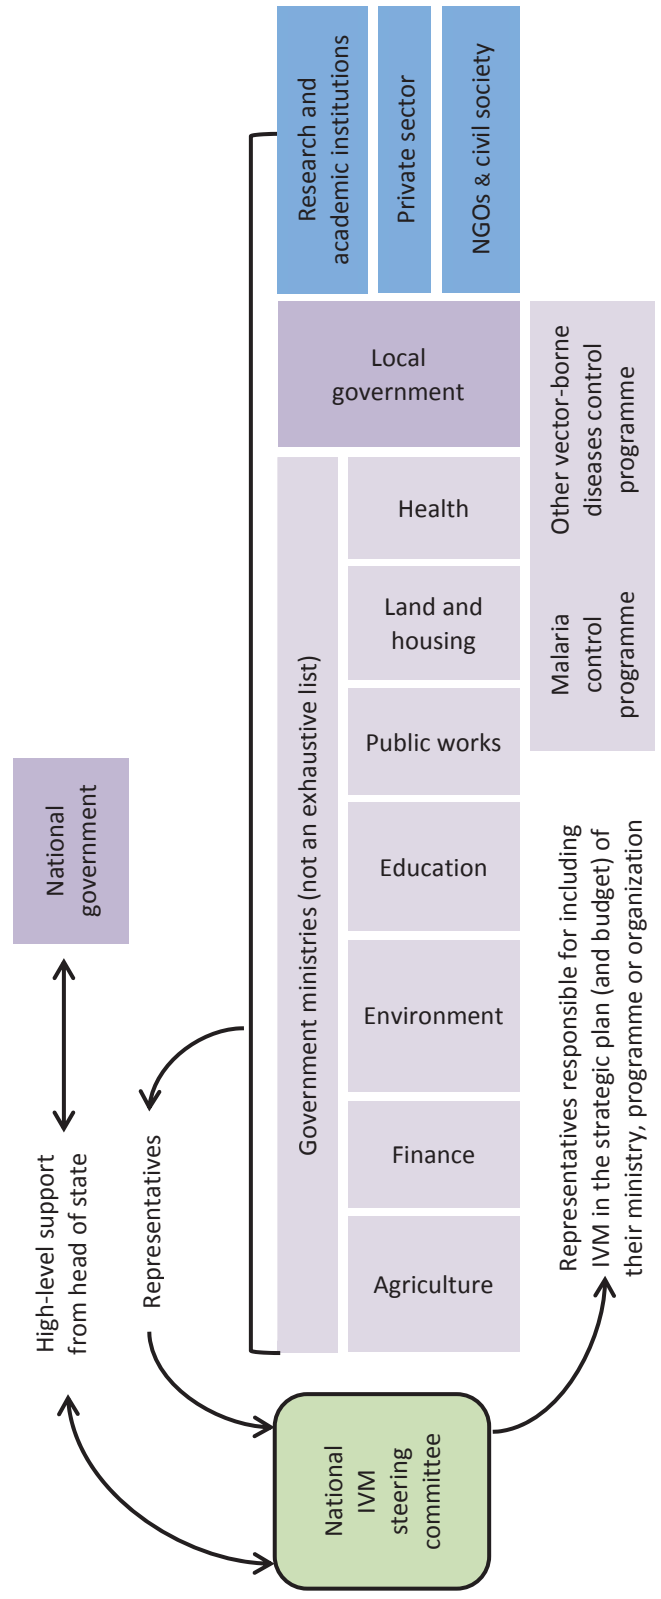 National
government
High-level support
from head of state
Representatives
National
IVM
steering
committee
Government ministries (not an exhaustive list)
Agriculture
Finance
Environment
Education
Public works
Land and
housing
Health
Local
government
Research and
academic institutions
Private sector
NGOs & civil society
Representatives responsible for including
IVM in the strategic plan (and budget) of
their ministry, programme or organization
Malaria
control
programme
Other vector-borne
diseases control
programme